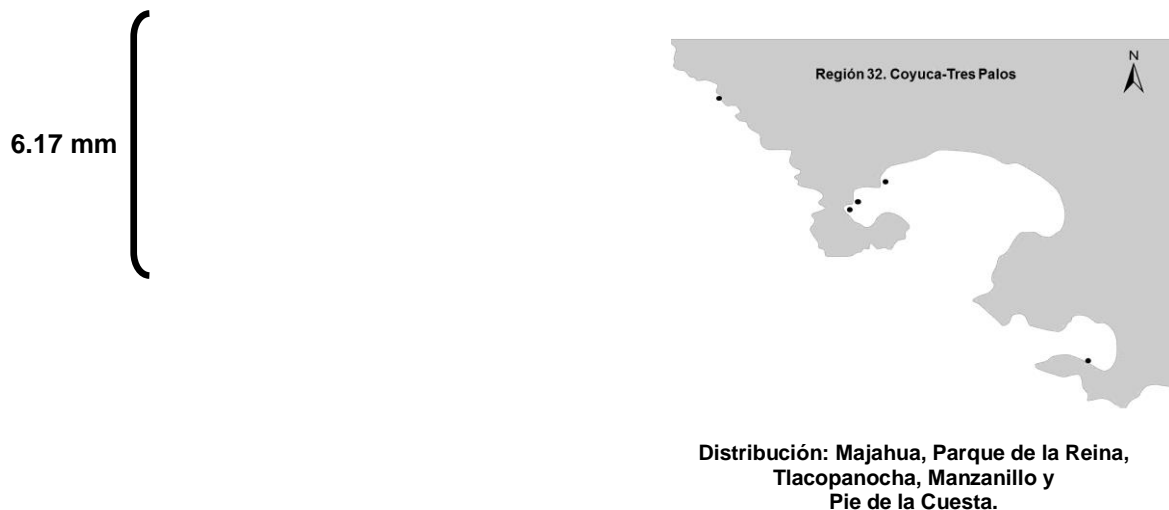 6.17 mm
Región 32. Coyuca-Tres Palos
N
Distribución: Majahua, Parque de la Reina,
Tlacopanocha, Manzanillo y
Pie de la Cuesta.